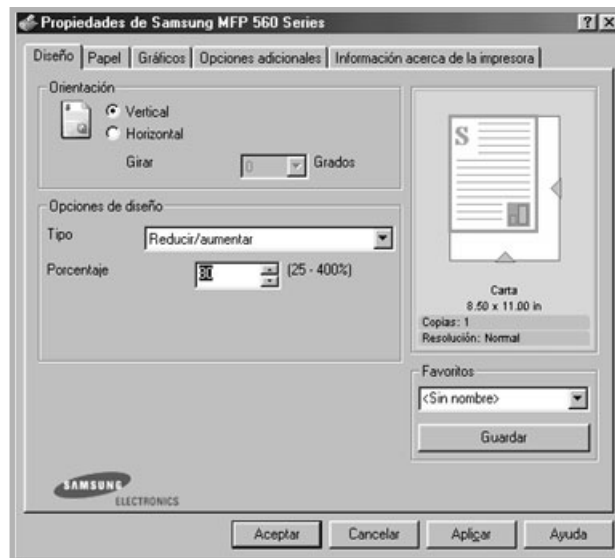 Propiedades de Samsung MFP 560 Series
Diseño Papel Gráficos Opciones adicionales Información acerca de la impresora
Orientación
Vertical
Horizontal
Girar 0 Grados
Opciones de diseño
Tipo Reducir/aumentar
Porcentaje 80 (25 - 400%)
S
Carta
8.50 x 11.00 in
Copias: 1
Resolución: Normal
Favoritos
<Sin nombre>
Guardar
SAMSUNG
ELECTRONICS
Aceptar Cancelar Aplicar Ayuda